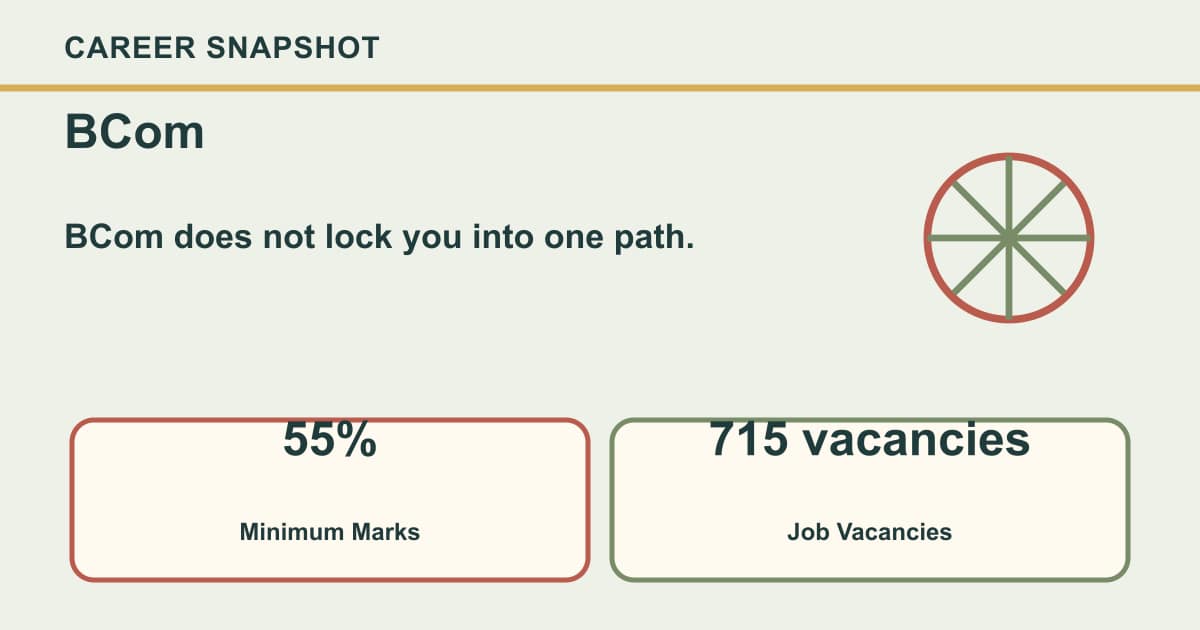 CAREER SNAPSHOT
BCom
BCom does not lock you into one path.
55%
Minimum Marks
715 vacancies
Job Vacancies